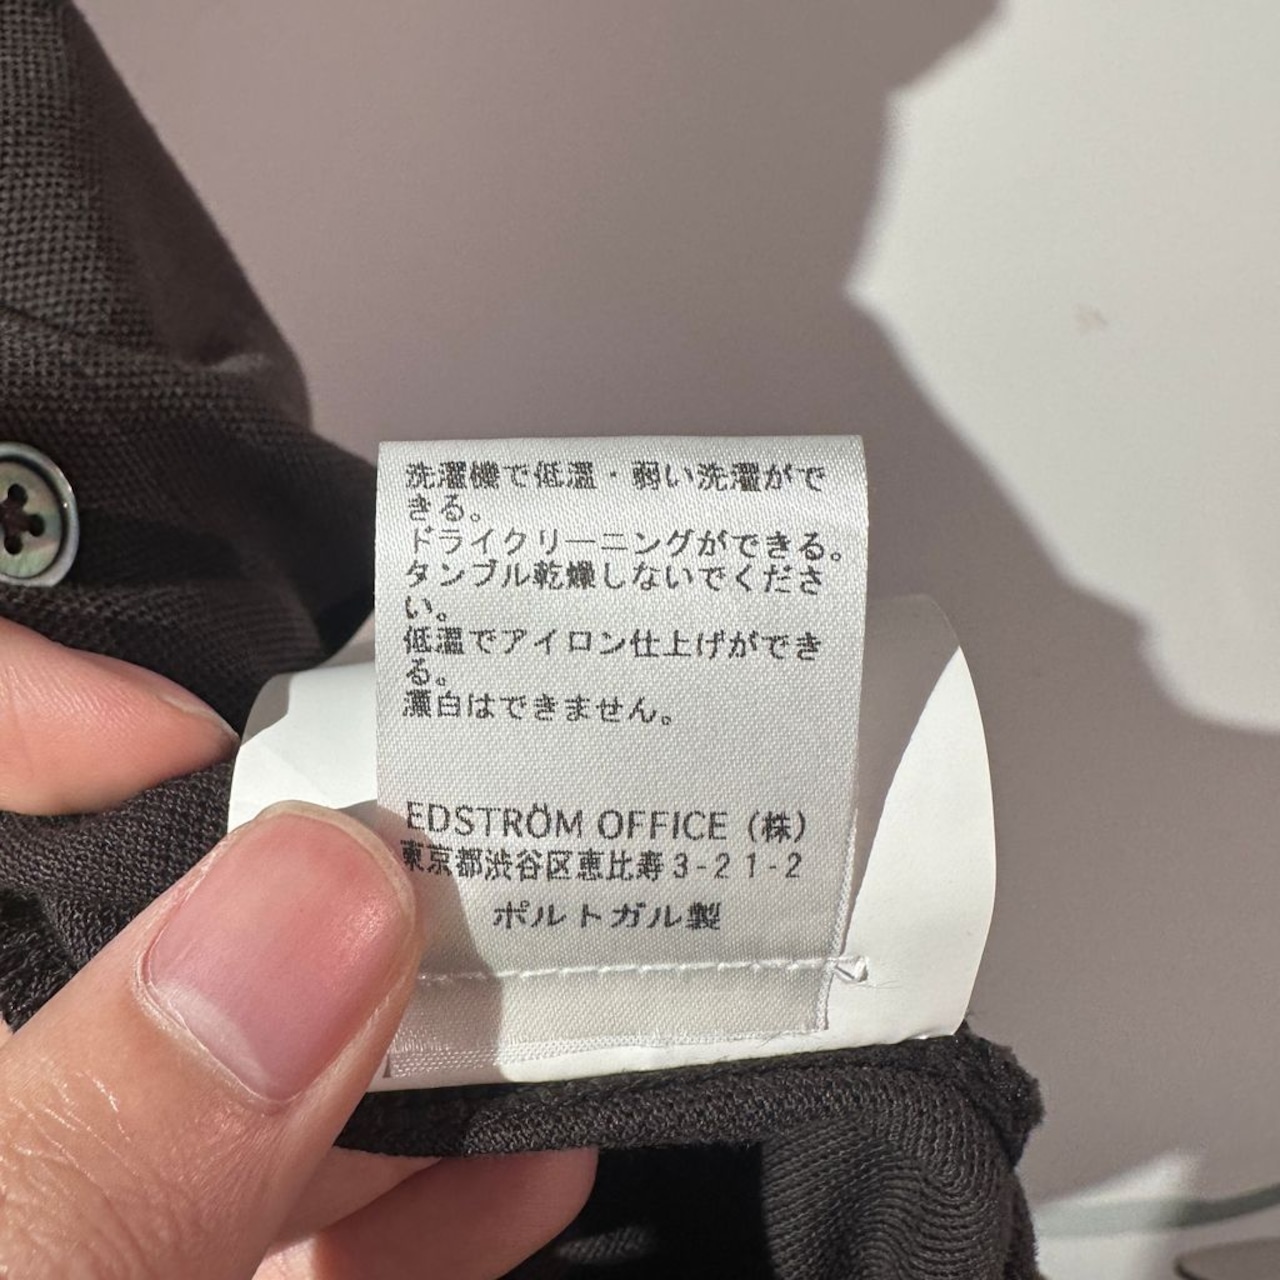 洗濯機で低温・弱い洗濯がで
きる。
ドライクリーニングができる。
タンブル乾燥しないでくださ
い。
低温でアイロン仕上げができ
る。
漂白はできません。
EDSTRÖM OFFICE (株)
東京都渋谷区恵比寿3-21-2
ポルトガル製